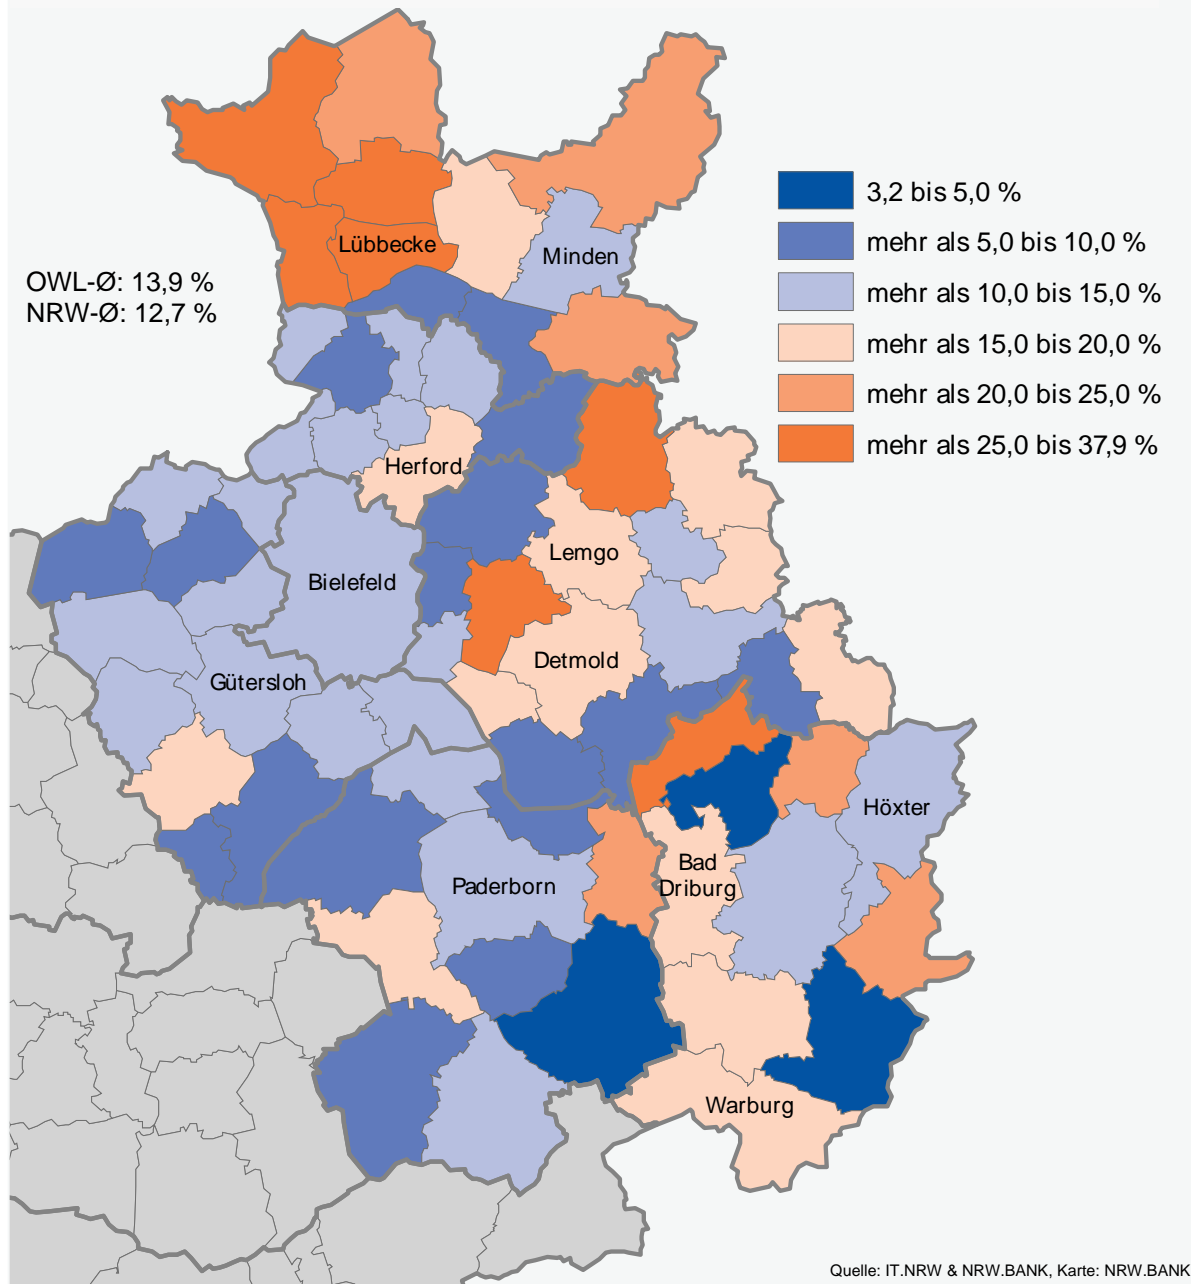 3,2 bis 5,0 %
mehr als 5,0 bis 10,0 %
mehr als 10,0 bis 15,0 %
mehr als 15,0 bis 20,0 %
mehr als 20,0 bis 25,0 %
mehr als 25,0 bis 37,9 %
OWL-Ø: 13,9 %
NRW-Ø: 12,7 %
Lübbecke
Minden
Herford
Lemgo
Bielefeld
Detmold
Gütersloh
Höxter
Bad
Driburg
Paderborn
Warburg
Quelle: IT.NRW & NRW.BANK, Karte: NRW.BANK